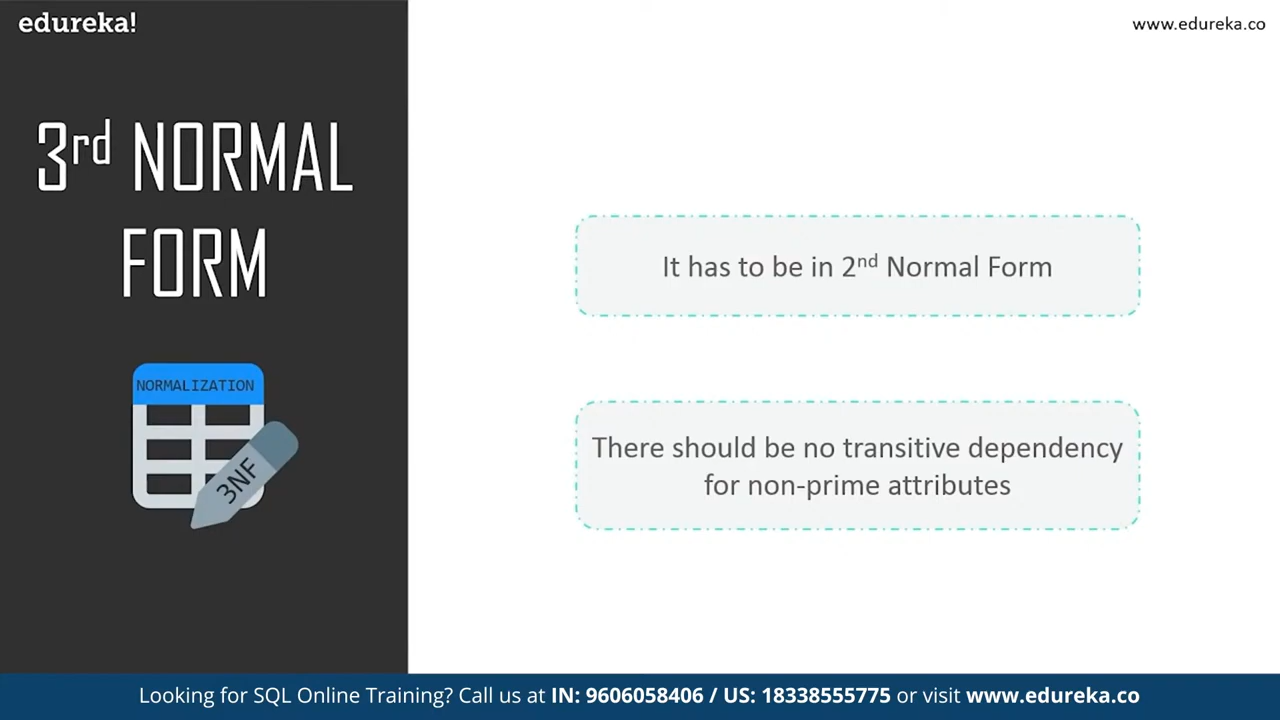 edureka!
www.edureka.co
3rd NORMAL
FORM
NORMALIZATION
3NF
It has to be in 2nd Normal Form
There should be no transitive dependency
for non-prime attributes
Looking for SQL Online Training? Call us at IN: 9606058406 / US: 18338555775 or visit www.edureka.co